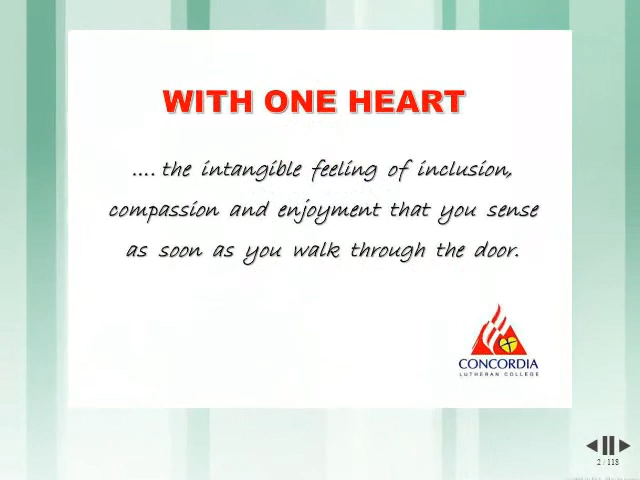 WITH ONE HEART
.... the intangible feeling of inclusion,
compassion and enjoyment that you sense
as soon as you walk through the door.
CONCORDIA
LUTHERAN COLLEGE
2 / 118